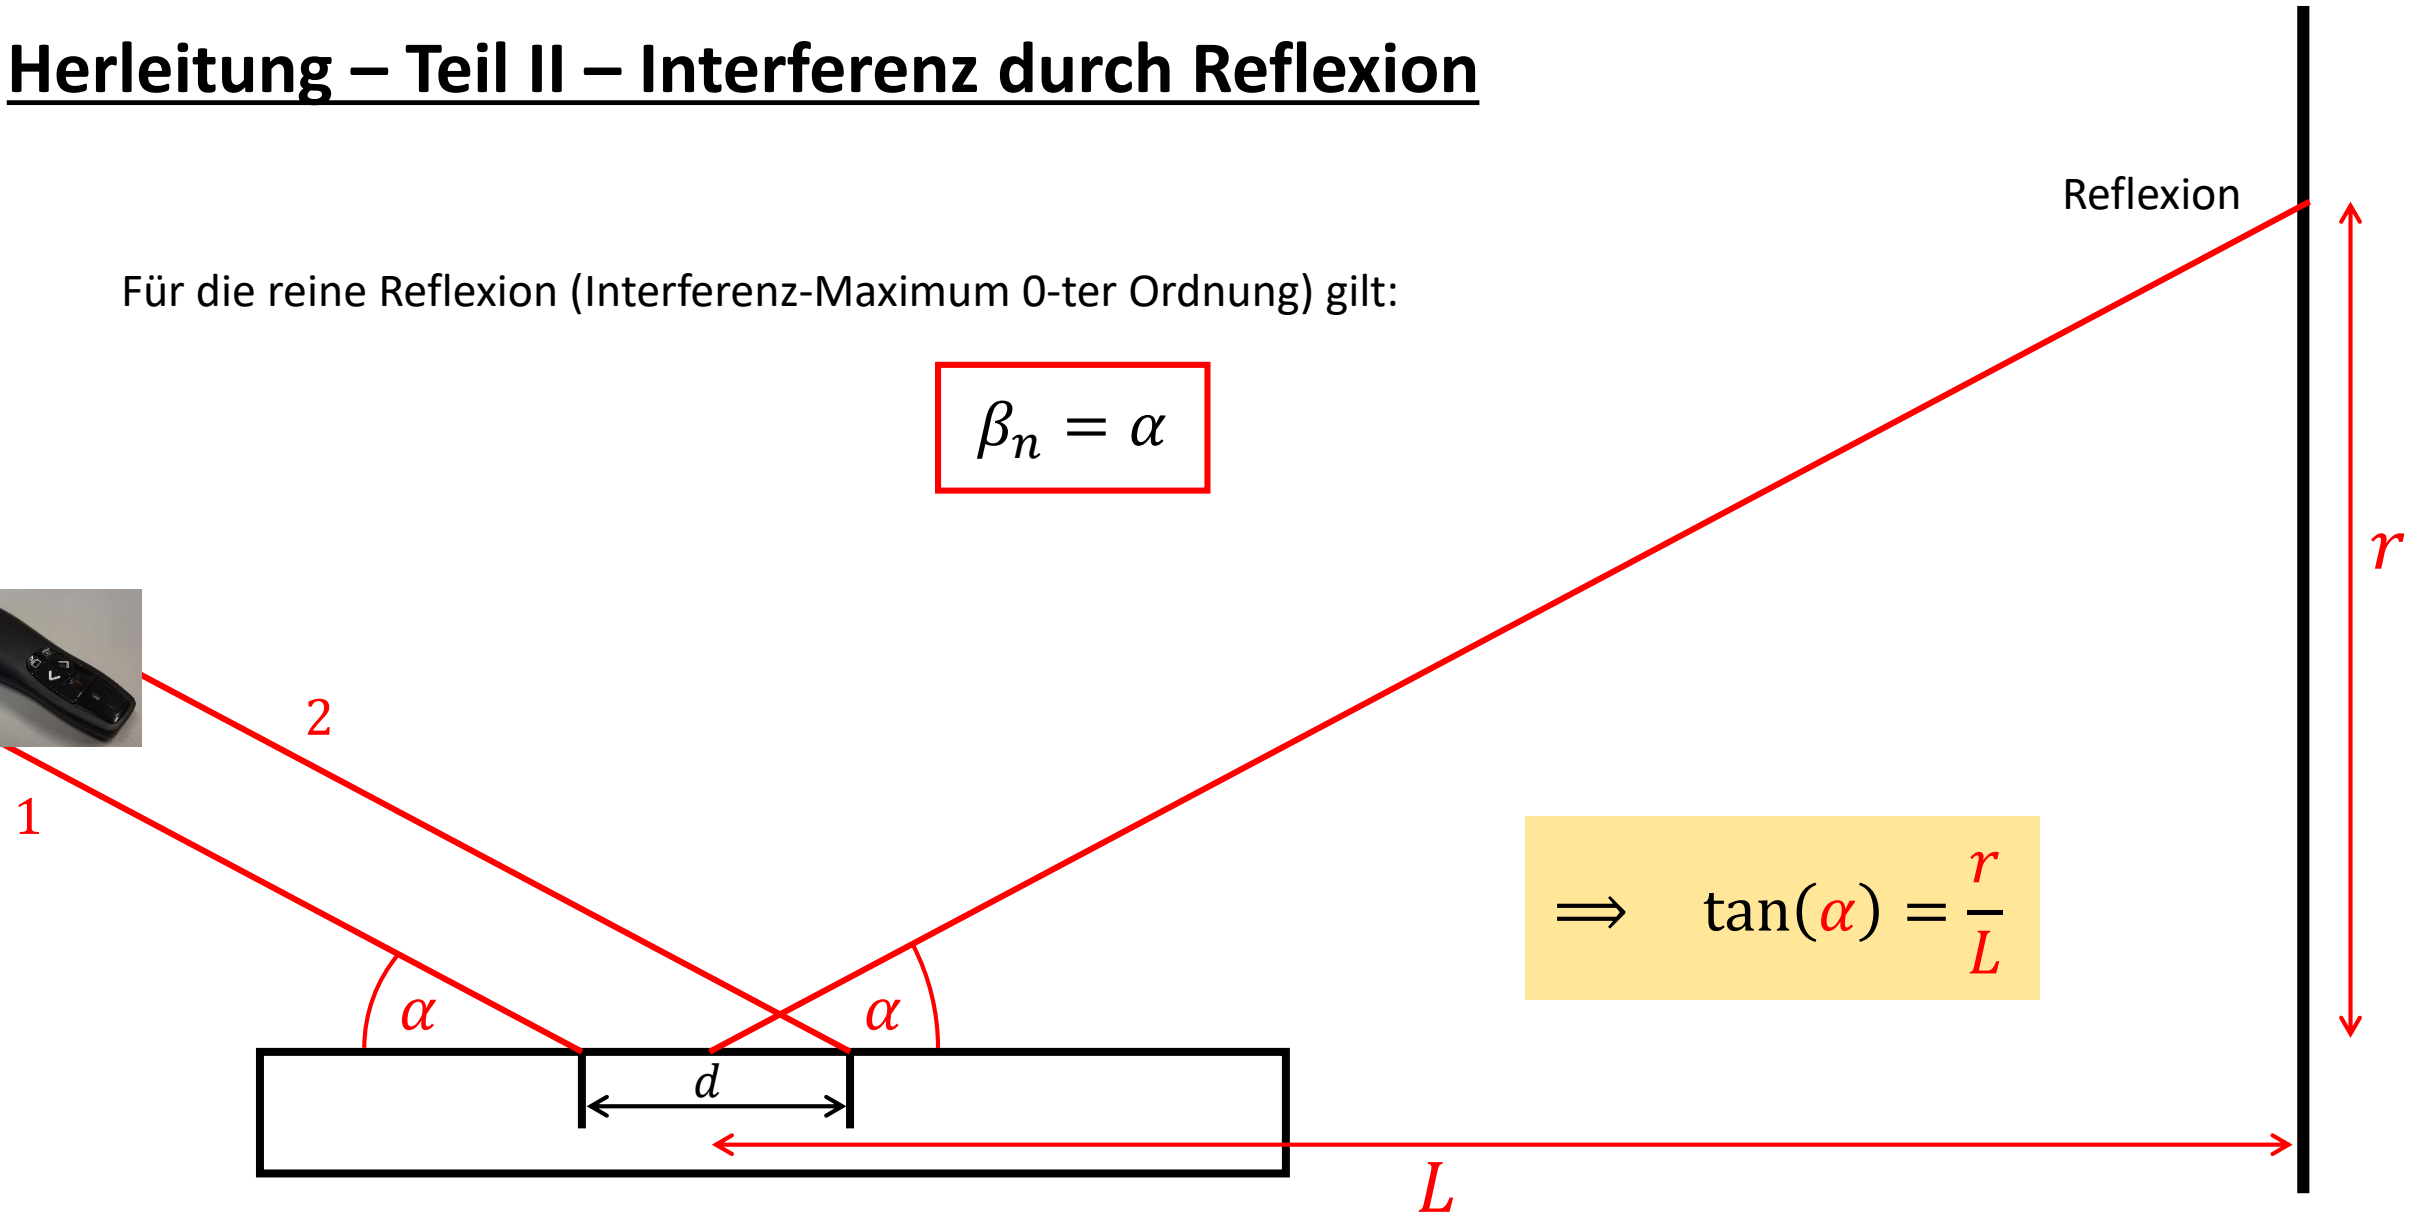 Herleitung – Teil II – Interferenz durch Reflexion
Reflexion
Für die reine Reflexion (Interferenz-Maximum 0-ter Ordnung) gilt:
βₙ = α
r
2
1
⟹ tan(α) = r/L
α
α
d
L